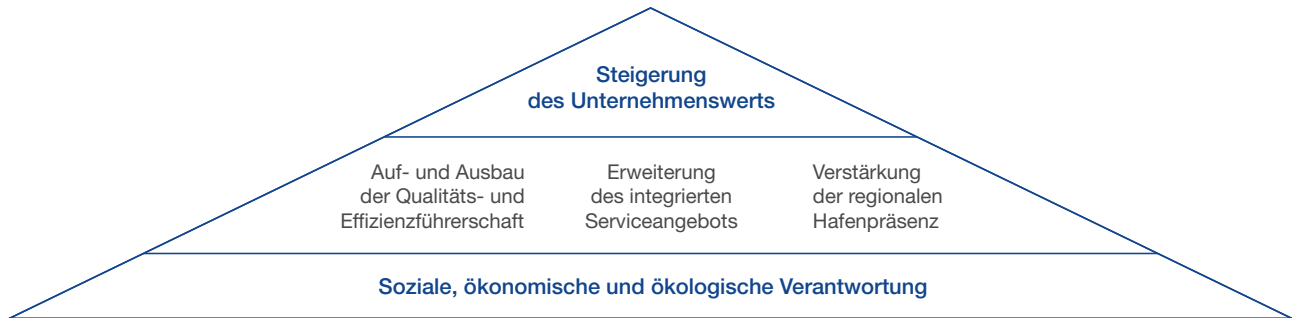 Steigerung
des Unternehmenswerts
Auf- und Ausbau
der Qualitäts- und
Effizienzführerschaft
Erweiterung
des integrierten
Serviceangebots
Verstärkung
der regionalen
Hafenpräsenz
Soziale, ökonomische und ökologische Verantwortung